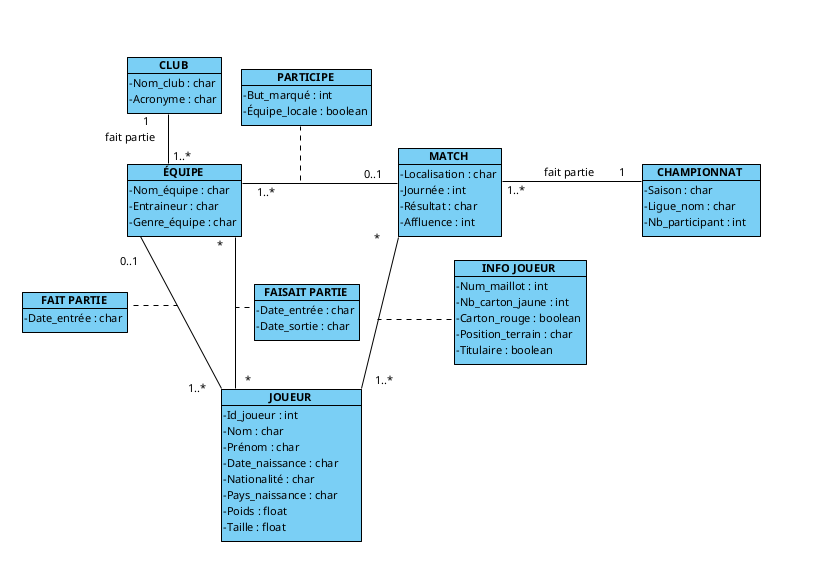 CLUB
-Nom_club : char
-Acronyme : char
1
fait partie
1..*
PARTICIPE
-But_marqué : int
-Équipe_locale : boolean
ÉQUIPE
-Nom_équipe : char
-Entraineur : char
-Genre_équipe : char
1..*
0..1
MATCH
-Localisation : char
-Journée : int
-Résultat : char
-Affluence : int
fait partie
1
1..*
CHAMPIONNAT
-Saison : char
-Ligue_nom : char
-Nb_participant : int
0..1
*
*
FAIT PARTIE
-Date_entrée : char
FAISAIT PARTIE
-Date_entrée : char
-Date_sortie : char
INFO JOUEUR
-Num_maillot : int
-Nb_carton_jaune : int
-Carton_rouge : boolean
-Position_terrain : char
-Titulaire : boolean
1..*
*
1..*
JOUEUR
-Id_joueur : int
-Nom : char
-Prénom : char
-Date_naissance : char
-Nationalité : char
-Pays_naissance : char
-Poids : float
-Taille : float